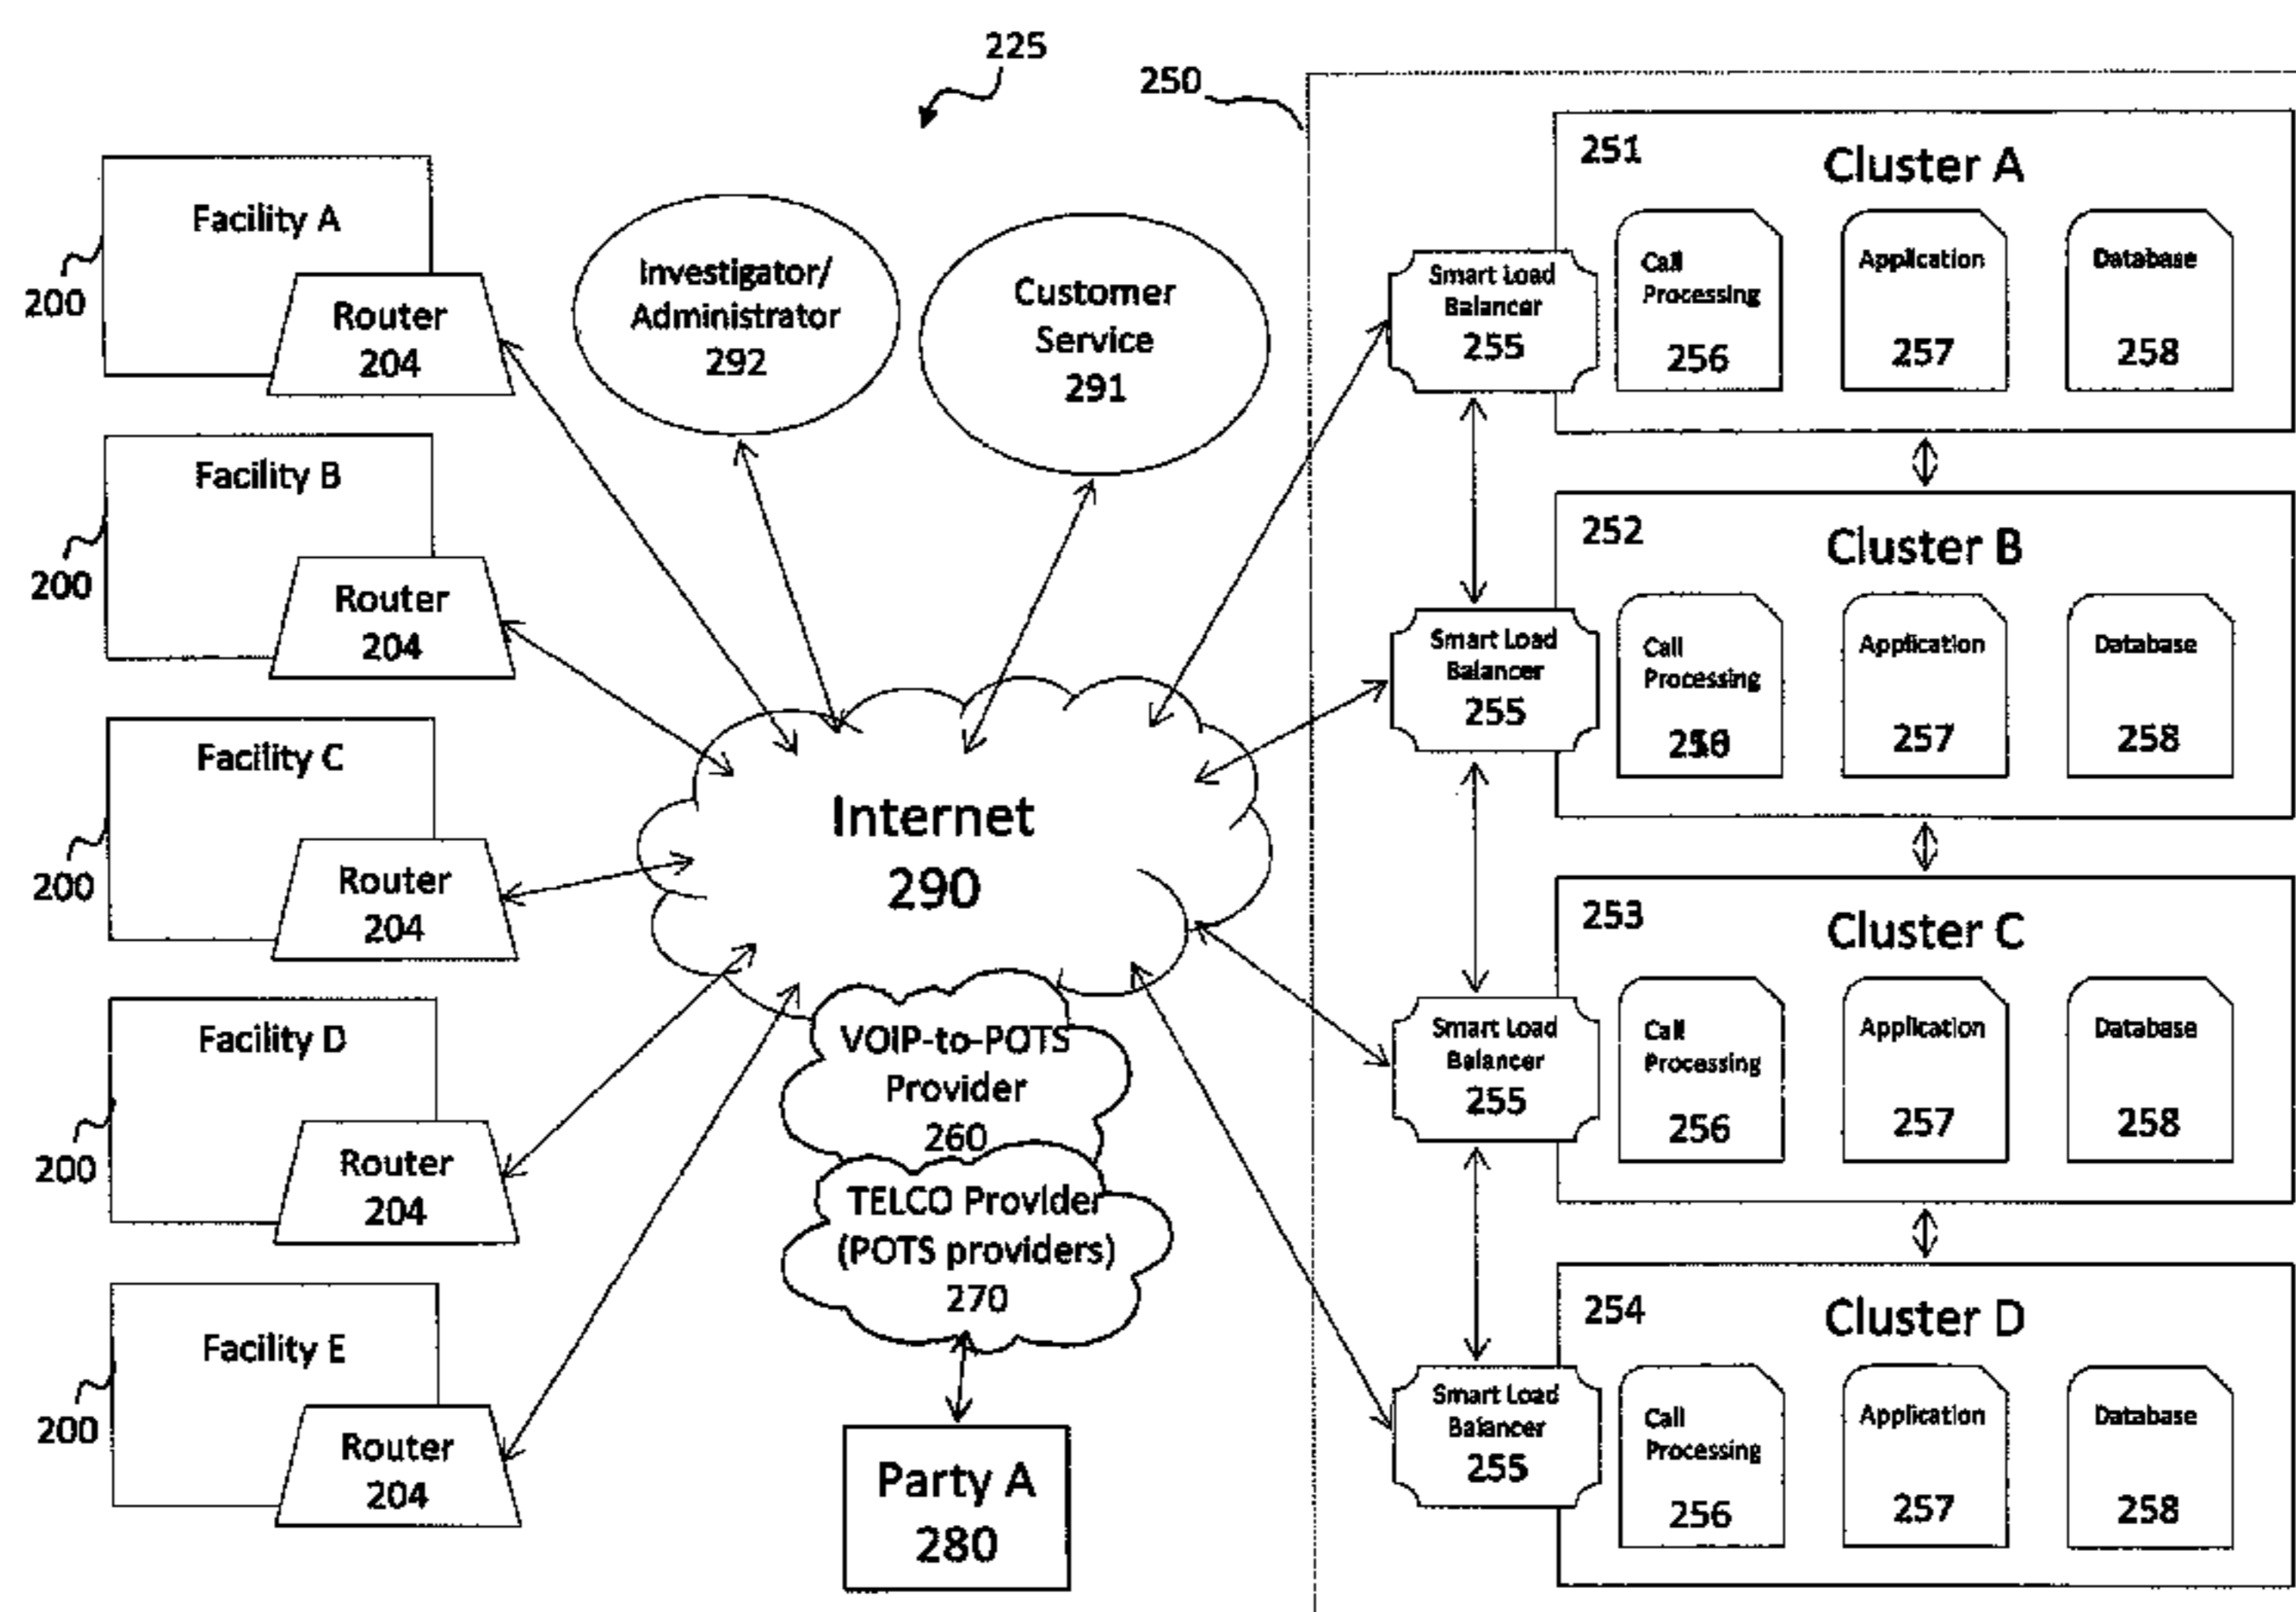 225
250
Facility A
Router
204
200
Facility B
Router
204
200
Facility C
Router
204
200
Facility D
Router
204
200
Facility E
Router
204
200
Investigator/
Administrator
292
Customer
Service
291
Internet
290
VOIP-to-POTS
Provider
260
TELCO Provider
(POTS providers)
270
Party A
280
251
Cluster A
Smart Load
Balancer
255
Call
Processing
256
Application
257
Database
258
252
Cluster B
Smart Load
Balancer
255
Call
Processing
Application
257
Database
258
253
Cluster C
Smart Load
Balancer
255
Call
Processing
256
Application
257
Database
258
254
Cluster D
Smart Load
Balancer
255
Call
Processing
256
Application
257
Database
258